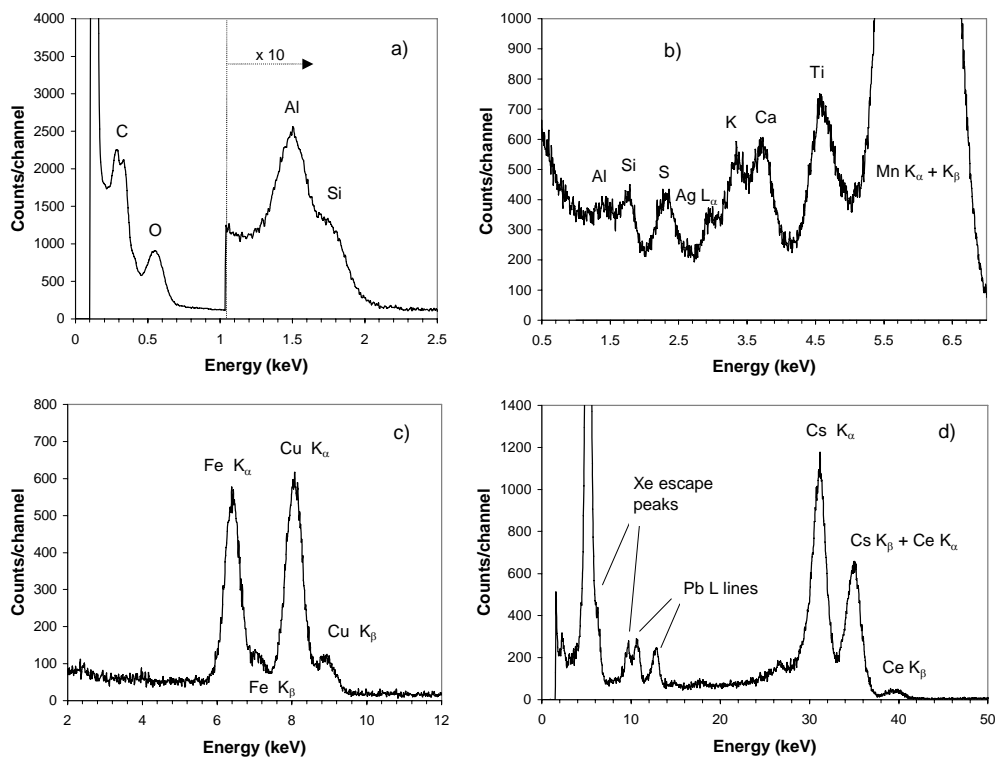 a)
x 10
C
O
Al
Si
Counts/channel
4000
3500
3000
2500
2000
1500
1000
500
0
0 0.5 1 1.5 2 2.5
Energy (keV)
b)
Al
Si
S
Ag Lα
K
Ca
Ti
Mn Kα + Kβ
Counts/channel
1000
900
800
700
600
500
400
300
200
100
0
0.5 1.5 2.5 3.5 4.5 5.5 6.5
Energy (keV)
c)
Fe Kα
Cu Kα
Cu Kβ
Fe Kβ
Counts/channel
800
700
600
500
400
300
200
100
0
2 4 6 8 10 12
Energy (keV)
d)
Cs Kα
Xe escape
peaks
Cs Kβ + Ce Kα
Pb L lines
Ce Kβ
Counts/channel
1400
1200
1000
800
600
400
200
0
0 10 20 30 40 50
Energy (keV)